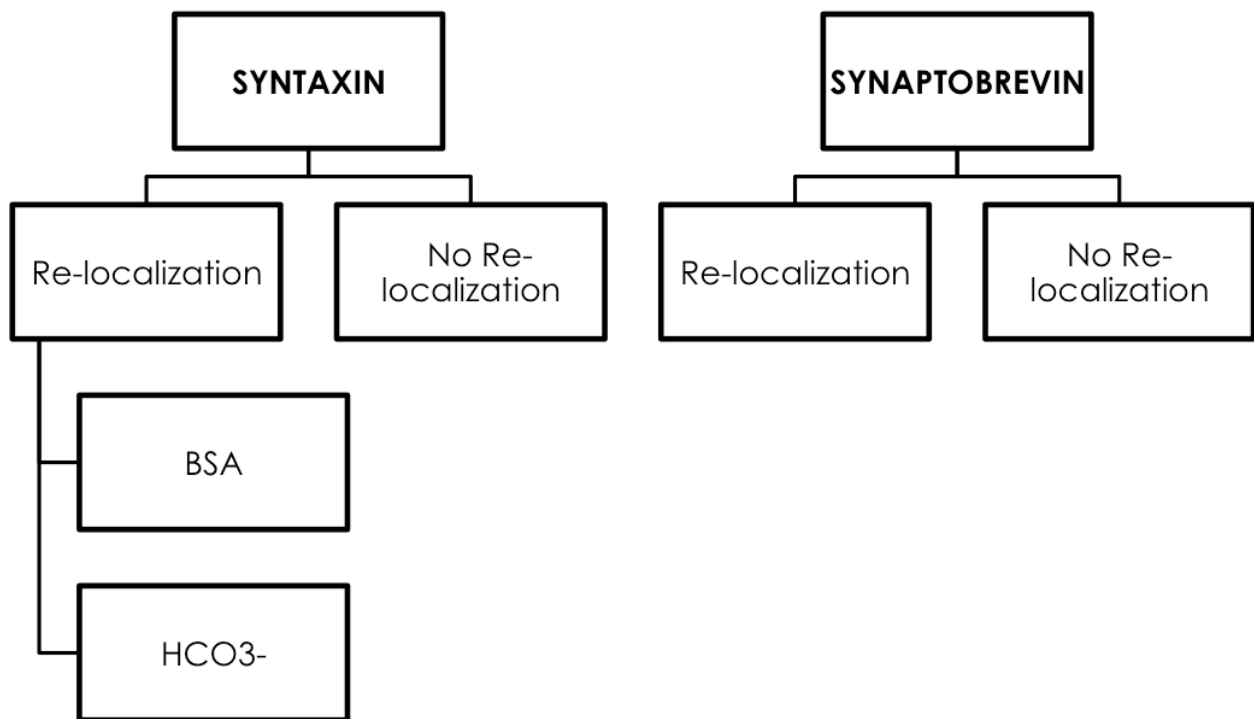 SYNTAXIN
SYNAPTOBREVIN
Re-localization
No Re-
localization
Re-localization
No Re-
localization
BSA
HCO3-